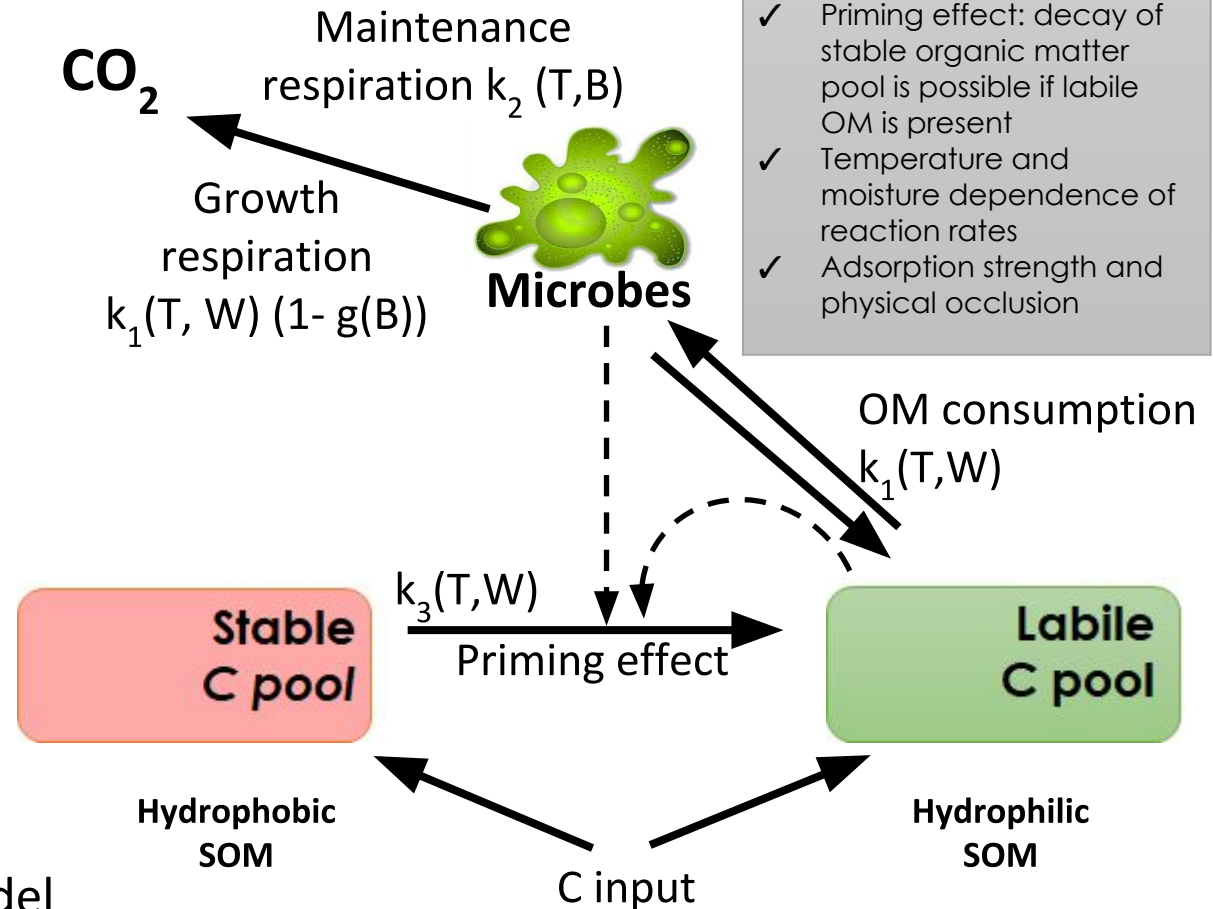 Maintenance
respiration k2 (T,B)
CO2
Growth
respiration
k1(T, W) (1- g(B))
Microbes
✓ Priming effect: decay of
stable organic matter
pool is possible if labile
OM is present
✓ Temperature and
moisture dependence of
reaction rates
✓ Adsorption strength and
physical occlusion
OM consumption
k1(T,W)
k3(T,W)
Priming effect
Stable
C pool
Labile
C pool
Hydrophobic
SOM
Hydrophilic
SOM
C input
del